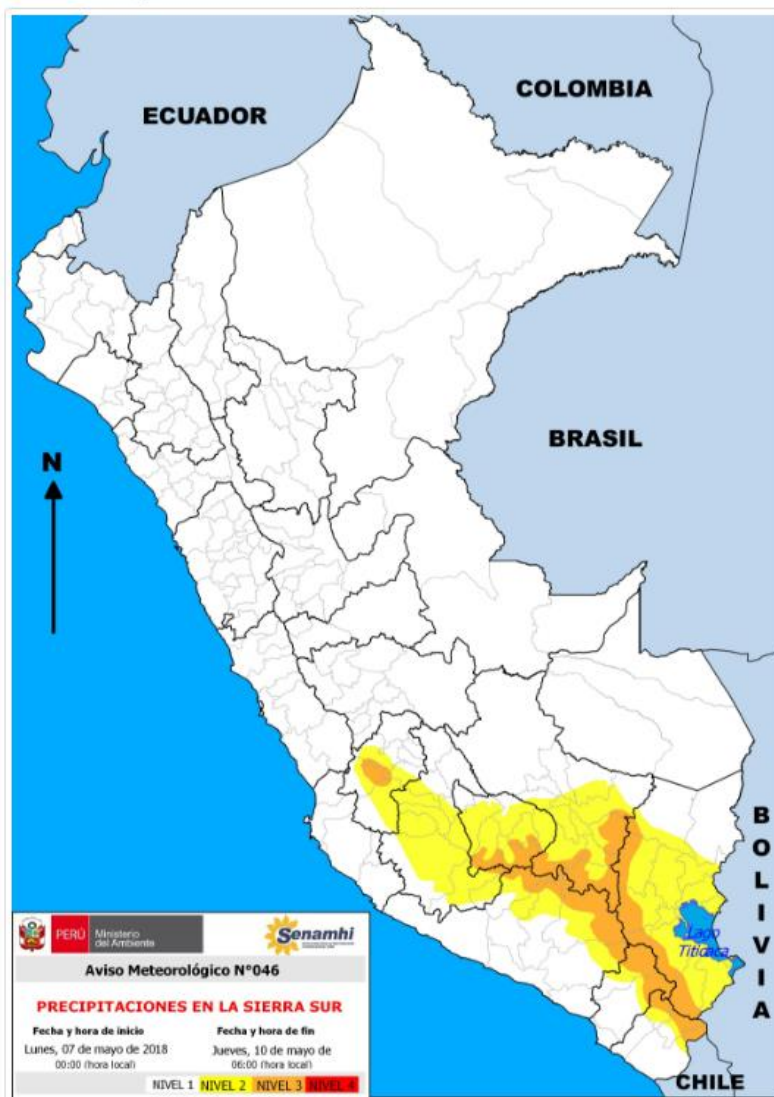 COLOMBIA
ECUADOR
BRASIL
N
BOLIVIA
Lago
Titicaca
CHILE
PERÚ
Ministerio
del Ambiente
Senamhi
Aviso Meteorológico N°046
PRECIPITACIONES EN LA SIERRA SUR
Fecha y hora de inicio
Fecha y hora de fin
Lunes, 07 de mayo de 2018
Jueves, 10 de mayo de
00:00 (hora local)
06:00 (hora local)
NIVEL 1 NIVEL 2 NIVEL 3 NIVEL 4